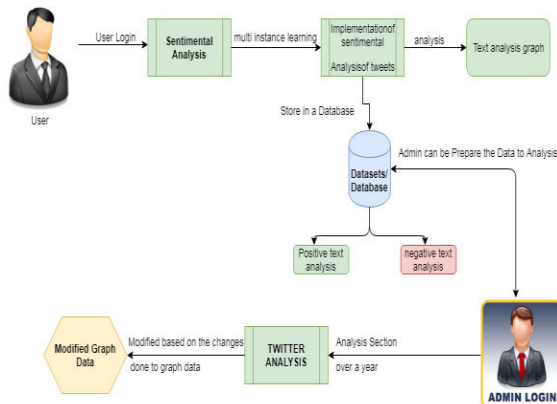 User Login
Sentimental
Analysis
multi instance learning
Implementationof
sentimental
Analysisof tweets
analysis
Text analysis graph
User
Store in a Database
Datasets/
Database
Admin can be Prepare the Data to Analysis
Positive text
analysis
negative text
analysis
Modified Graph
Data
Modified based on the changes
done to graph data
TWITTER
ANALYSIS
Analysis Section
over a year
ADMIN LOGIN